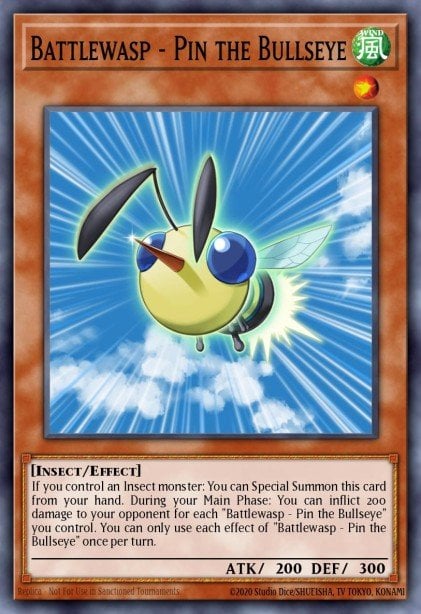 Battlewasp - Pin the Bullseye
WIND
風
[Insect/Effect]
If you control an Insect monster: You can Special Summon this card
from your hand. During your Main Phase: You can inflict 200
damage to your opponent for each "Battlewasp - Pin the Bullseye"
you control. You can only use each effect of "Battlewasp - Pin the
Bullseye" once per turn.
ATK/ 200 DEF/ 300
Replica - Not For Use in Sanctioned Tournaments
©2020 Studio Dice/SHUEISHA, TV TOKYO, KONAMI